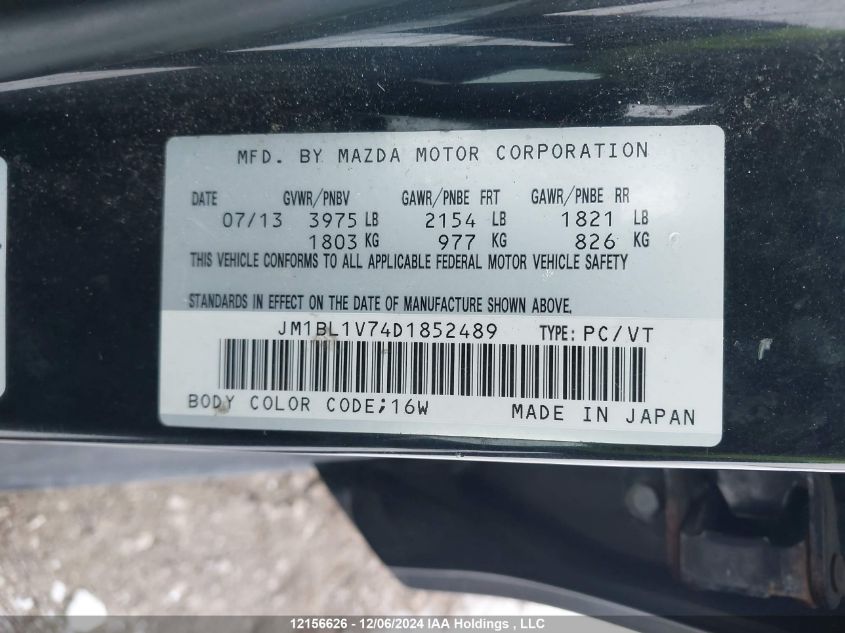 MFD. BY MAZDA MOTOR CORPORATION
DATE GVWR/PNBV GAWR/PNBE FRT GAWR/PNBE RR
07/13 3975 LB 2154 LB 1821 LB
1803 KG 977 KG 826 KG
THIS VEHICLE CONFORMS TO ALL APPLICABLE FEDERAL MOTOR VEHICLE SAFETY
STANDARDS IN EFFECT ON THE DATE OF MANUFACTURE SHOWN ABOVE.
JM1BL1V74D1852489 TYPE: PC/VT
BODY COLOR CODE;16W MADE IN JAPAN
12156626 - 12/06/2024 IAA Holdings , LLC